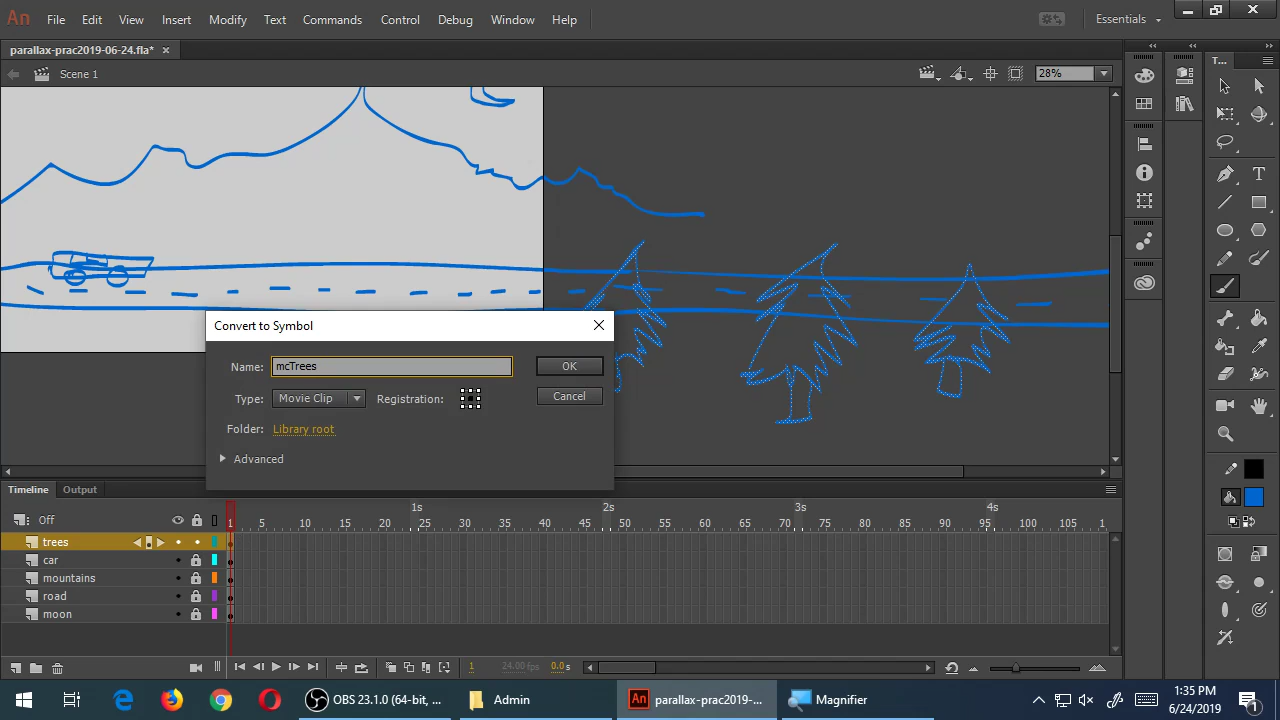 An File Edit View Insert Modify Text Commands Control Debug Window Help Essentials
parallax-prac2019-06-24.fla* ×
Scene 1 28% T...
Convert to Symbol
Name: mcTrees OK
Type: Movie Clip Registration: Cancel
Folder: Library root
Advanced
Timeline Output
Off 1s 2s 3s 4s
1 5 10 15 20 25 30 35 40 45 50 55 60 65 70 75 80 85 90 95 100 105 1
trees
car
mountains
road
moon
1 24.00 fps 0.0 s
OBS 23.1.0 (64-bit, ... Admin An parallax-prac2019-... Magnifier 1:35 PM
6/24/2019 1